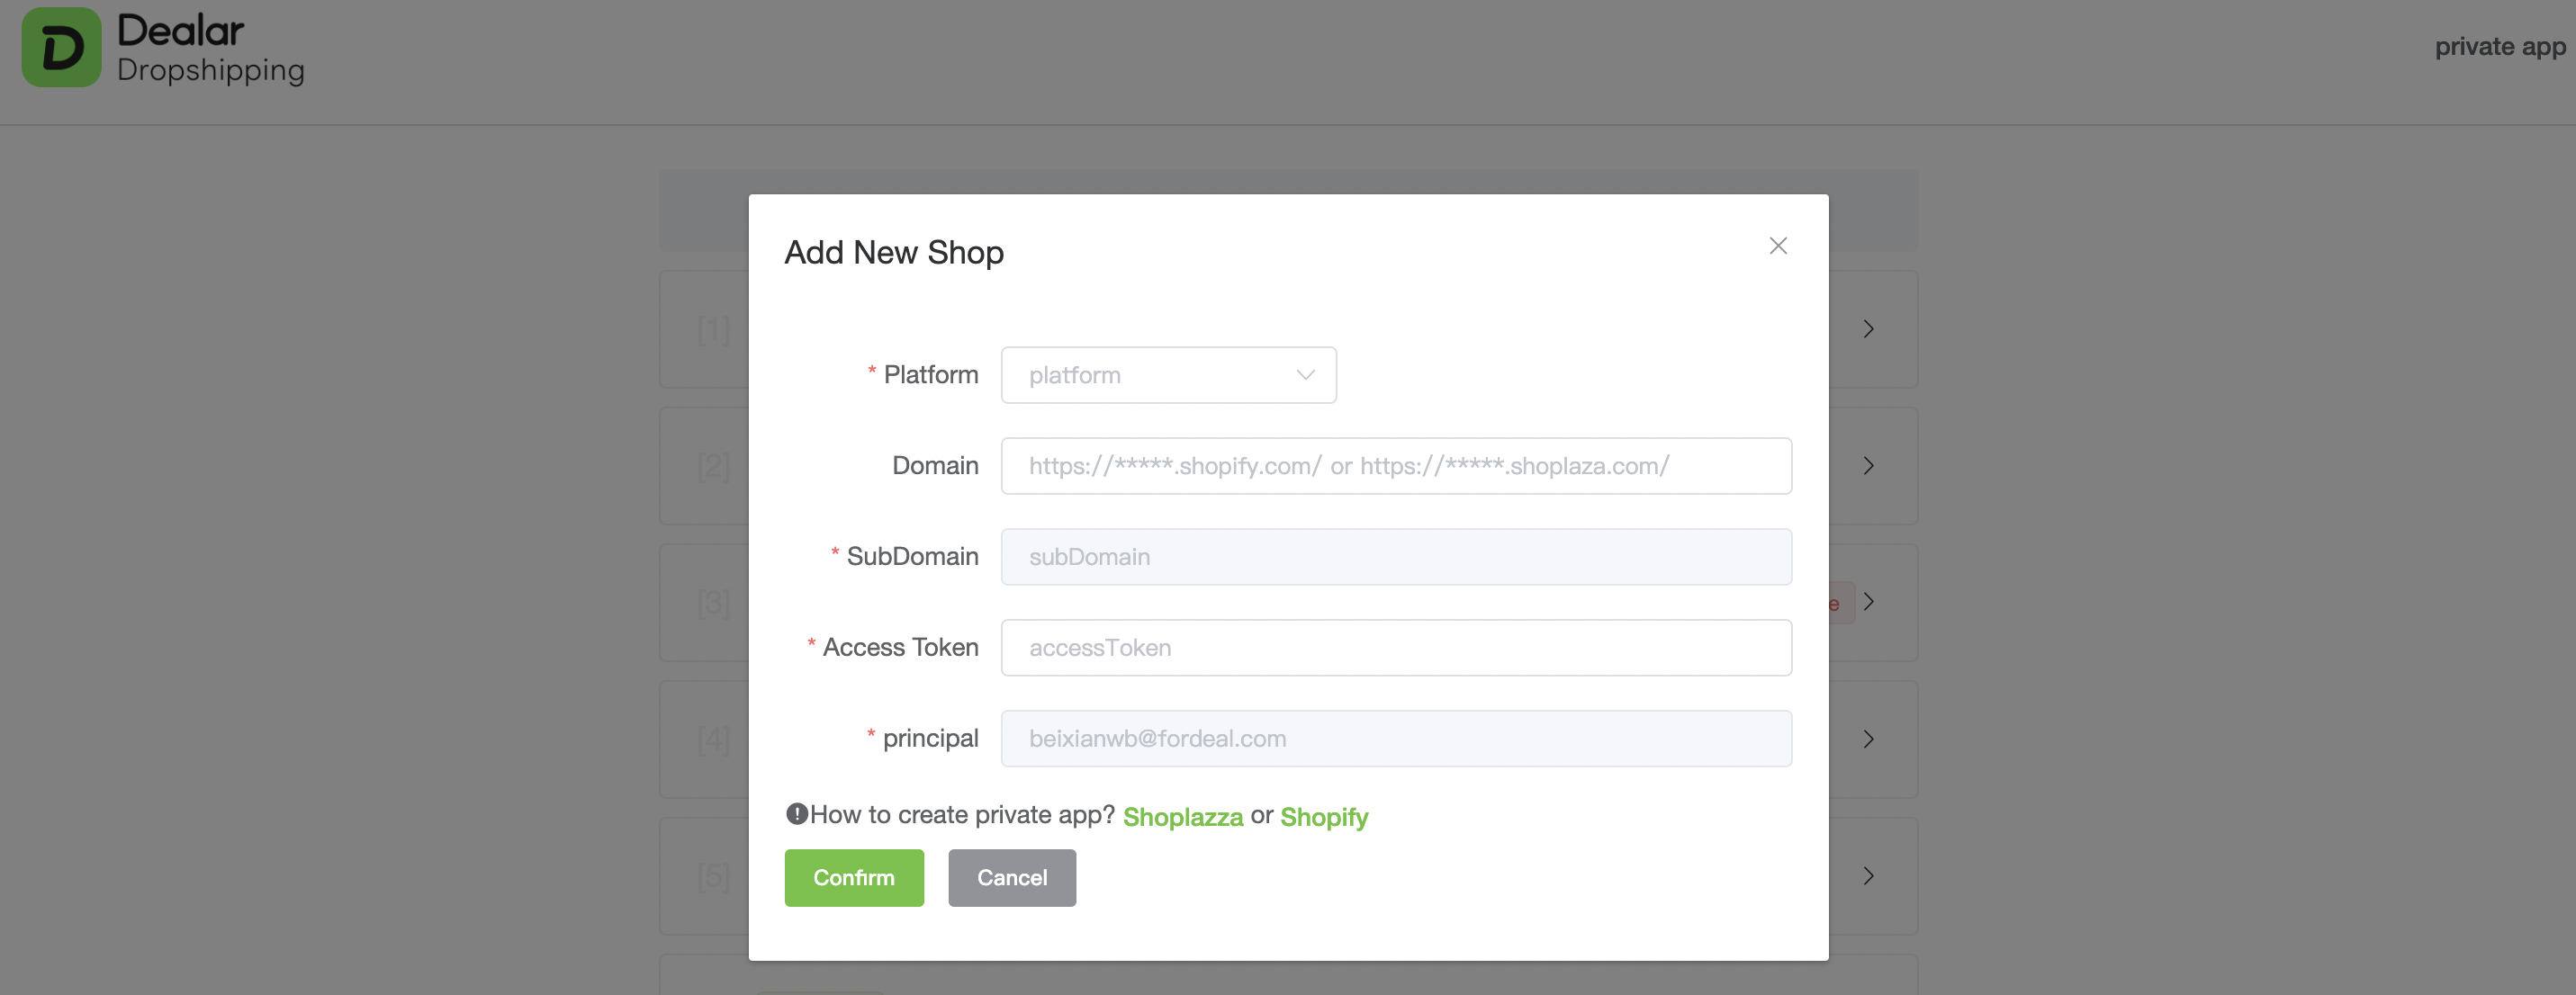 Dealar
Dropshipping
private app
Add New Shop
* Platform platform
Domain https://*****.shopify.com/ or https://*****.shoplaza.com/
* SubDomain subDomain
* Access Token accessToken
* principal beixianwb@fordeal.com
How to create private app? Shoplazza or Shopify
Confirm Cancel
[1]
[2]
[3] e
[4]
[5]